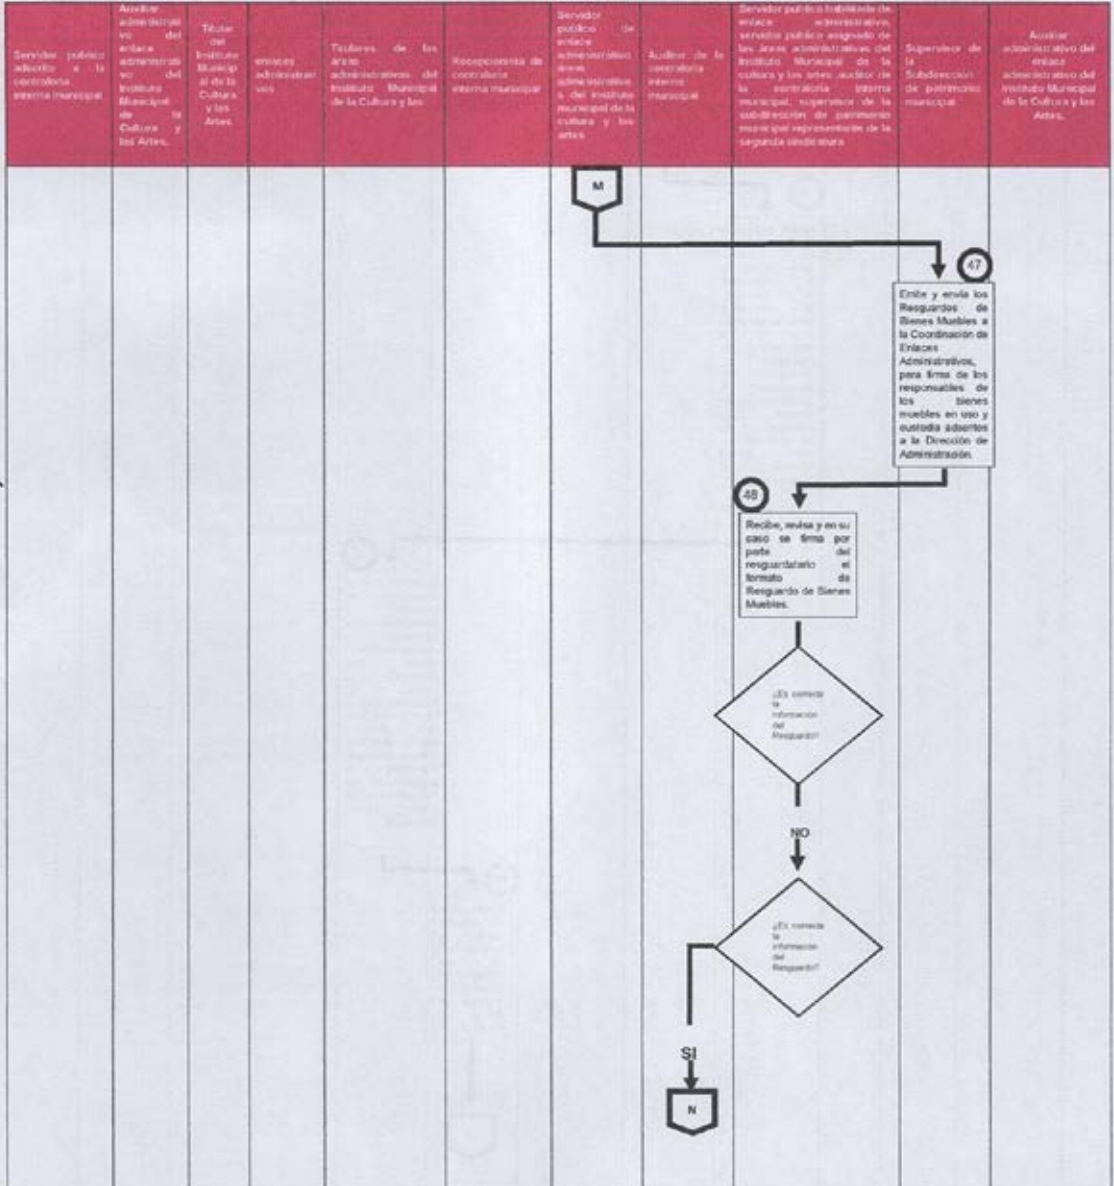 Servidor público
adscrito a la
contraloría
interna municipal
Auxiliar
administrati
vo del
enlace
administrati
vo del
Instituto
Municipal
de la
Cultura y
las Artes.
Titular
del
Instituto
Municip
al de la
Cultura
y las
Artes
enlaces
administrati
vos
Titulares de las
áreas
administrativas del
Instituto Municipal
de la Cultura y las
Recepcionista de
contraloría
interna municipal
Servidor
público de
enlace
administrativo
áreas
administrativa
s del instituto
municipal de la
cultura y las
artes
Auditor de la
contraloría
interna
municipal
Servidor público habilitado de
enlace administrativo,
servidor público asignado de
las áreas administrativas del
Instituto Municipal de la
cultura y las artes auditor de
la contraloría interna
municipal, supervisor de la
subdirección de patrimonio
municipal representante de la
segunda sindicatura
Supervisor de
la
Subdirección
de patrimonio
municipal
Auxiliar
administrativo del
enlace
administrativo del
Instituto Municipal
de la Cultura y las
Artes.
M
47
Emite y envía los
Resguardos de
Bienes Muebles a
la Coordinación de
Enlaces
Administrativos,
para firma de los
responsables de
los bienes
muebles en uso y
custodia adscritos
a la Dirección de
Administración.
48
Recibe, revisa y en su
caso se firma por
parte del
resguardatario el
formato de
Resguardo de Bienes
Muebles.
¿Es correcta
la
información
del
Resguardo?
NO
¿Es correcta
la
información
del
Resguardo?
SI
N